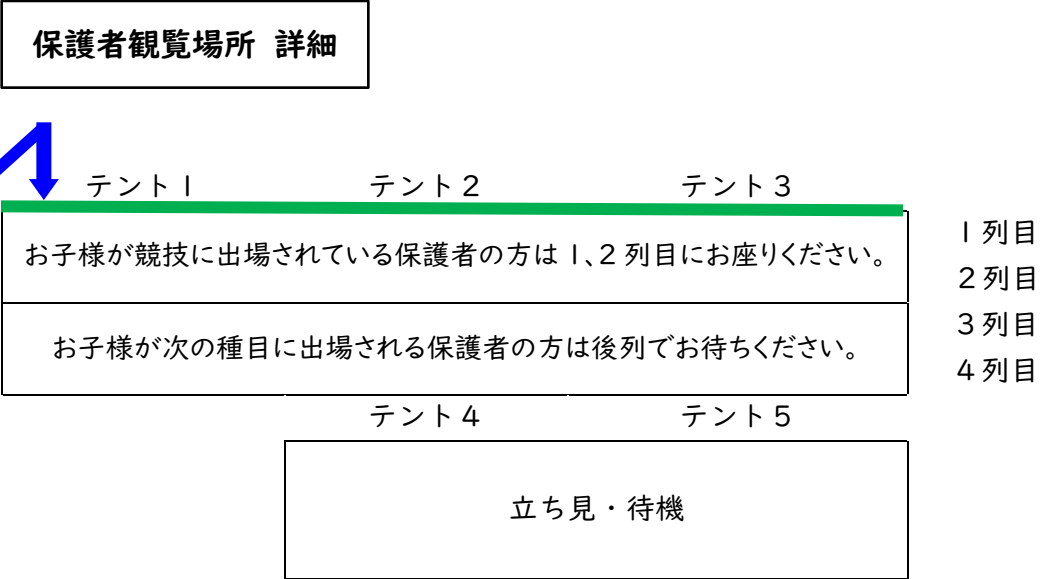 保護者観覧場所 詳細
テント1 テント2 テント3
お子様が競技に出場されている保護者の方は1、2列目にお座りください。
1列目
2列目
お子様が次の種目に出場される保護者の方は後列でお待ちください。
3列目
4列目
テント4 テント5
立ち見・待機